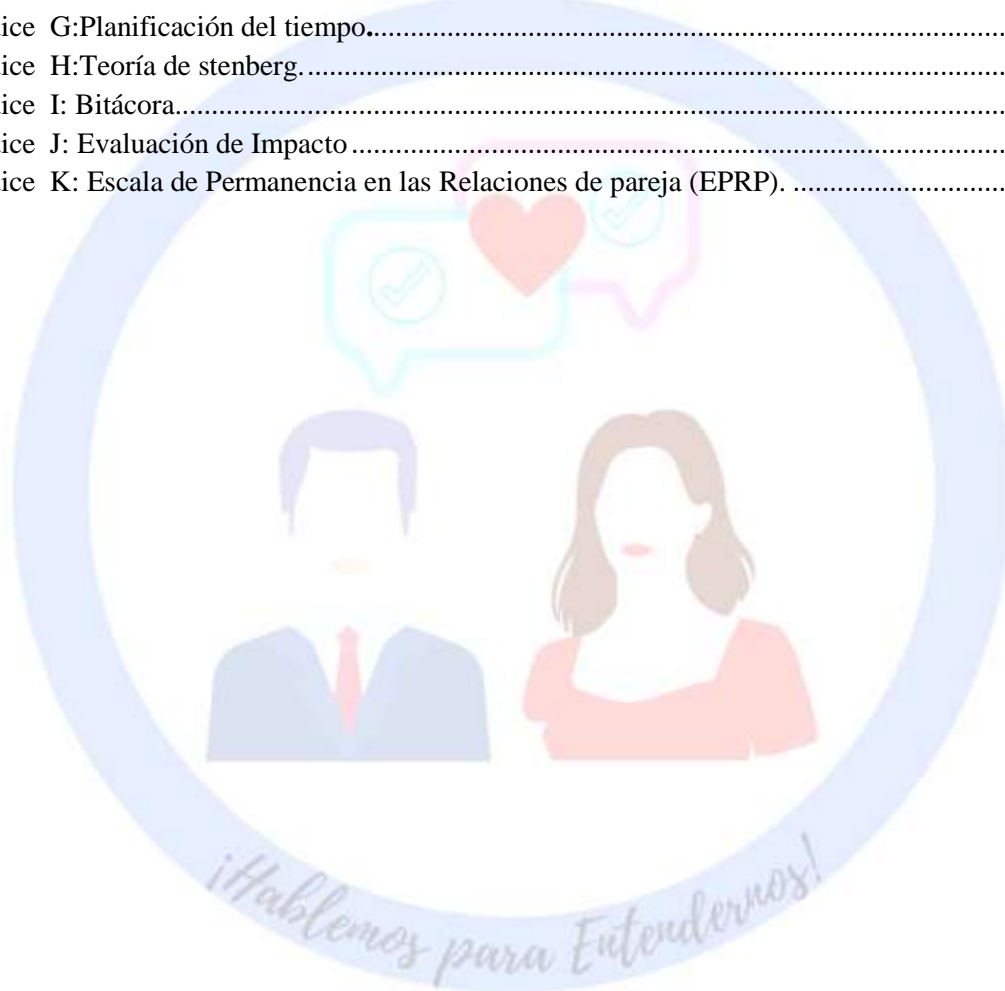 ice G:Planificación del tiempo.......................................................................................
ice H:Teoría de stenberg.................................................................................................
ice I: Bitácora...................................................................................................................
ice J: Evaluación de Impacto...........................................................................................
ice K: Escala de Permanencia en las Relaciones de pareja (EPRP). .............................
¡Hablemos para Entendernos!